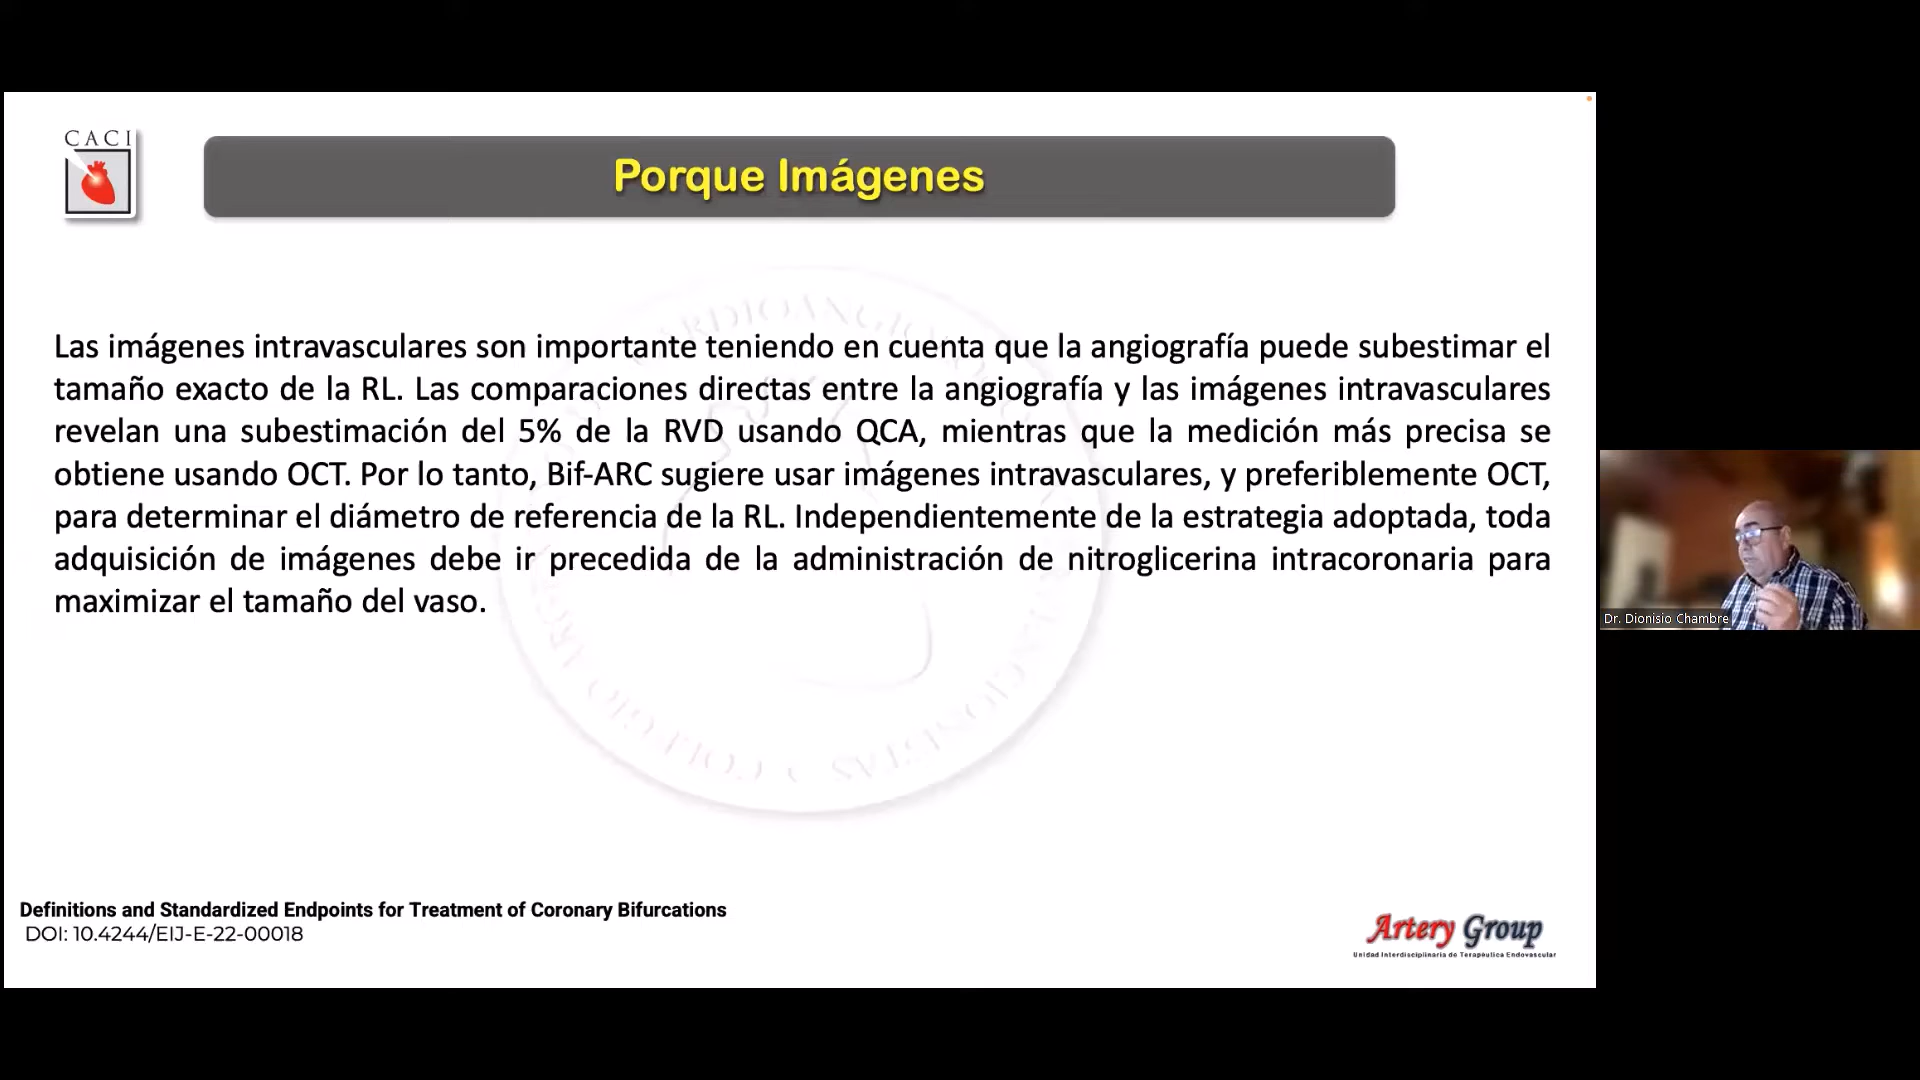 CACI
Porque Imágenes
Las imágenes intravasculares son importante teniendo en cuenta que la angiografía puede subestimar el
tamaño exacto de la RL. Las comparaciones directas entre la angiografía y las imágenes intravasculares
revelan una subestimación del 5% de la RVD usando QCA, mientras que la medición más precisa se
obtiene usando OCT. Por lo tanto, Bif-ARC sugiere usar imágenes intravasculares, y preferiblemente OCT,
para determinar el diámetro de referencia de la RL. Independientemente de la estrategia adoptada, toda
adquisición de imágenes debe ir precedida de la administración de nitroglicerina intracoronaria para
maximizar el tamaño del vaso.
Dr. Dionisio Chambre
Definitions and Standardized Endpoints for Treatment of Coronary Bifurcations
DOI: 10.4244/EIJ-E-22-00018
Artery Group
Unidad Interdisciplinaria de Terapéutica Endovascular